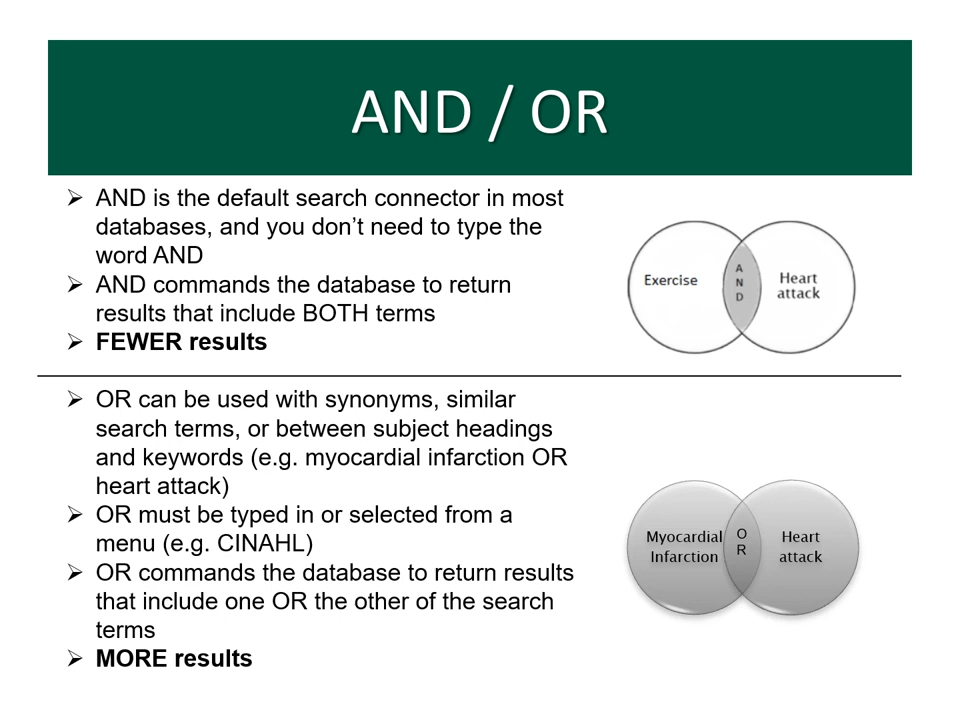 AND / OR
➢ AND is the default search connector in most
databases, and you don’t need to type the
word AND
➢ AND commands the database to return
results that include BOTH terms
➢ FEWER results
Exercise
A
N
D
Heart
attack
➢ OR can be used with synonyms, similar
search terms, or between subject headings
and keywords (e.g. myocardial infarction OR
heart attack)
➢ OR must be typed in or selected from a
menu (e.g. CINAHL)
➢ OR commands the database to return results
that include one OR the other of the search
terms
➢ MORE results
Myocardial
Infarction
O
R
Heart
attack